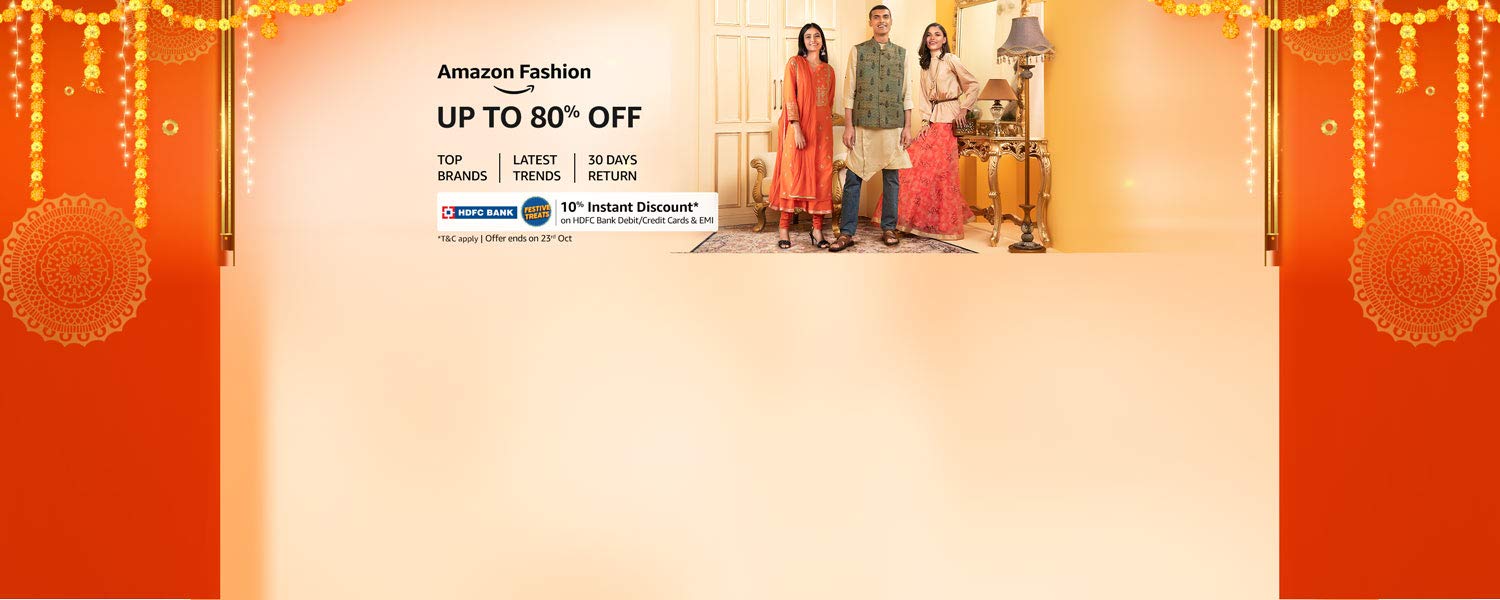 Amazon Fashion
UP TO 80% OFF
TOP BRANDS | LATEST TRENDS | 30 DAYS RETURN
HDFC BANK FESTIVE TREATS 10% Instant Discount*
on HDFC Bank Debit/Credit Cards & EMI
*T&C apply | Offer ends on 23rd Oct